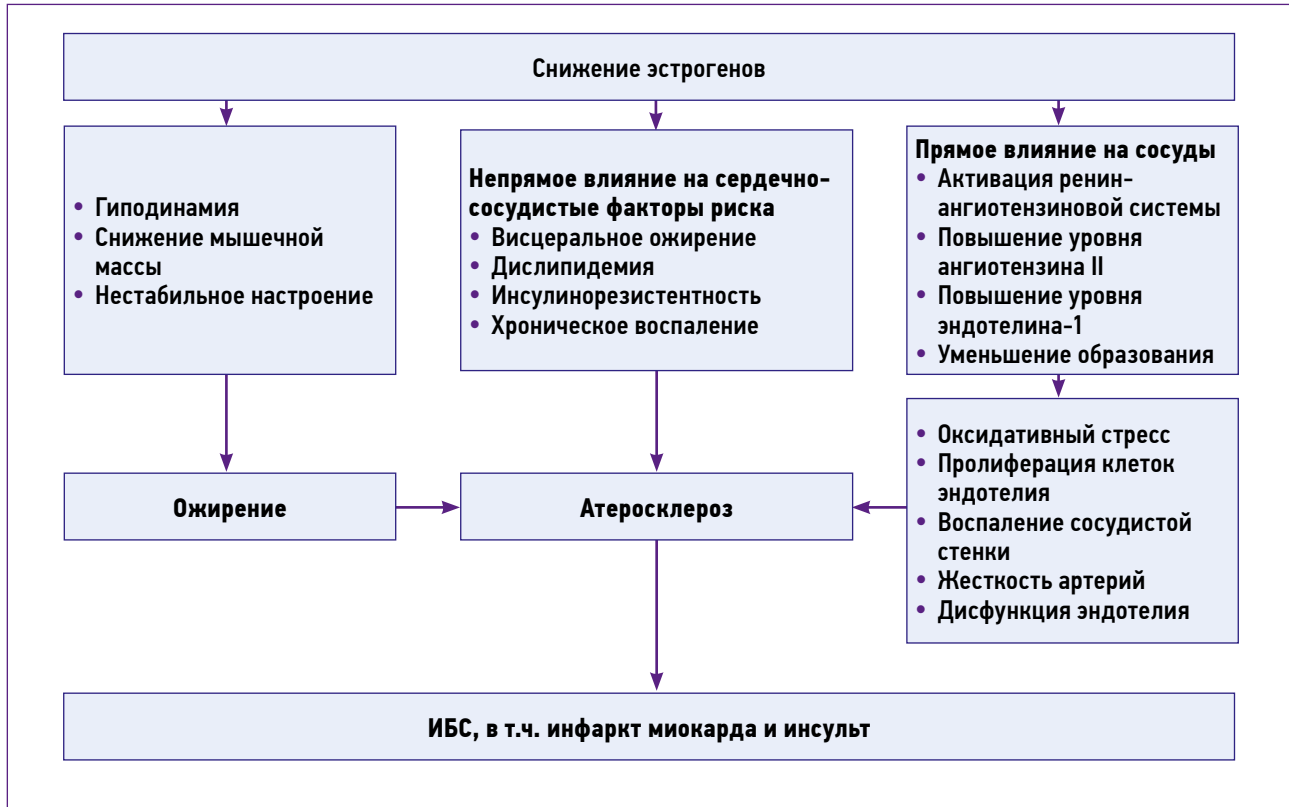 Снижение эстрогенов
• Гиподинамия
• Снижение мышечной
массы
• Нестабильное настроение
Непрямое влияние на сердечно-
сосудистые факторы риска
• Висцеральное ожирение
• Дислипидемия
• Инсулинорезистентность
• Хроническое воспаление
Прямое влияние на сосуды
• Активация ренин-
ангиотензиновой системы
• Повышение уровня
ангиотензина II
• Повышение уровня
эндотелина-1
• Уменьшение образования
Ожирение
Атеросклероз
• Оксидативный стресс
• Пролиферация клеток
эндотелия
• Воспаление сосудистой
стенки
• Жесткость артерий
• Дисфункция эндотелия
ИБС, в т.ч. инфаркт миокарда и инсульт